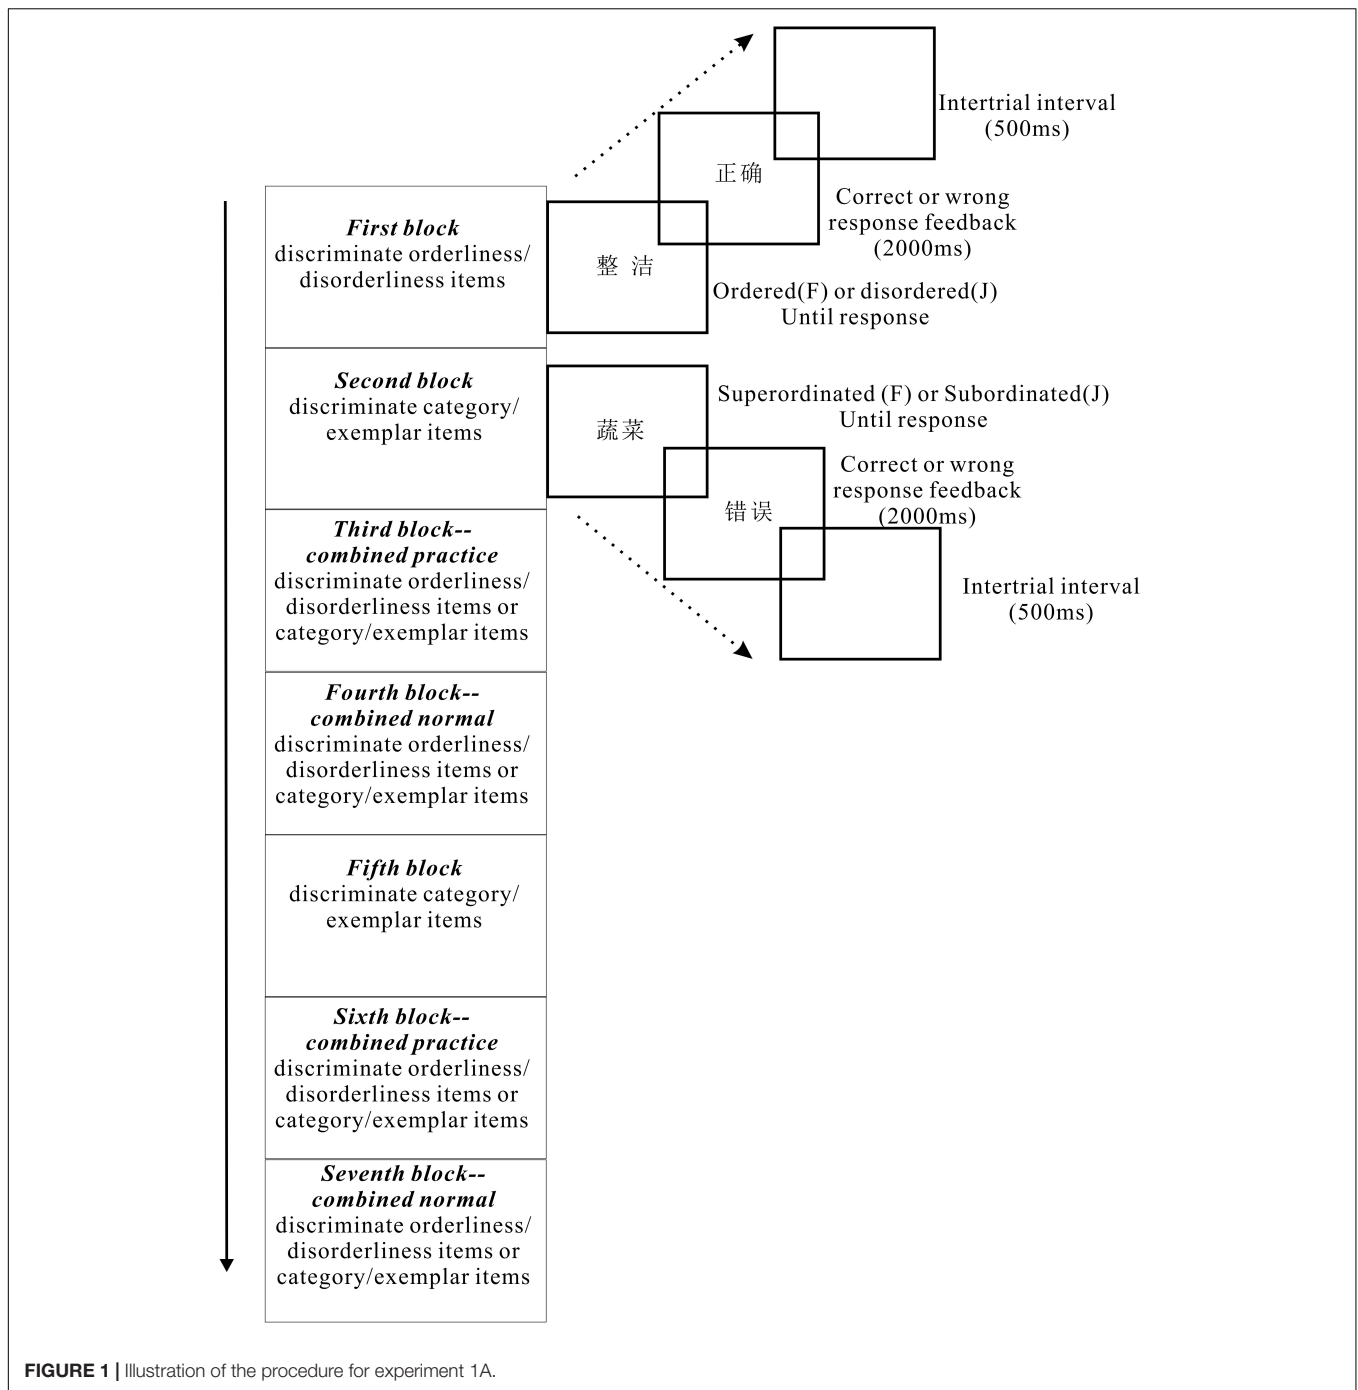 Intertrial interval
(500ms)
正确
Correct or wrong
response feedback
(2000ms)
First block
discriminate orderliness/
disorderliness items
整 洁
Ordered(F) or disordered(J)
Until response
Second block
discriminate category/
exemplar items
蔬菜
Superordinated (F) or Subordinated(J)
Until response
Correct or wrong
response feedback
(2000ms)
错误
Intertrial interval
(500ms)
Third block--
combined practice
discriminate orderliness/
disorderliness items or
category/exemplar items
Fourth block--
combined normal
discriminate orderliness/
disorderliness items or
category/exemplar items
Fifth block
discriminate category/
exemplar items
Sixth block--
combined practice
discriminate orderliness/
disorderliness items or
category/exemplar items
Seventh block--
combined normal
discriminate orderliness/
disorderliness items or
category/exemplar items
FIGURE 1 | Illustration of the procedure for experiment 1A.